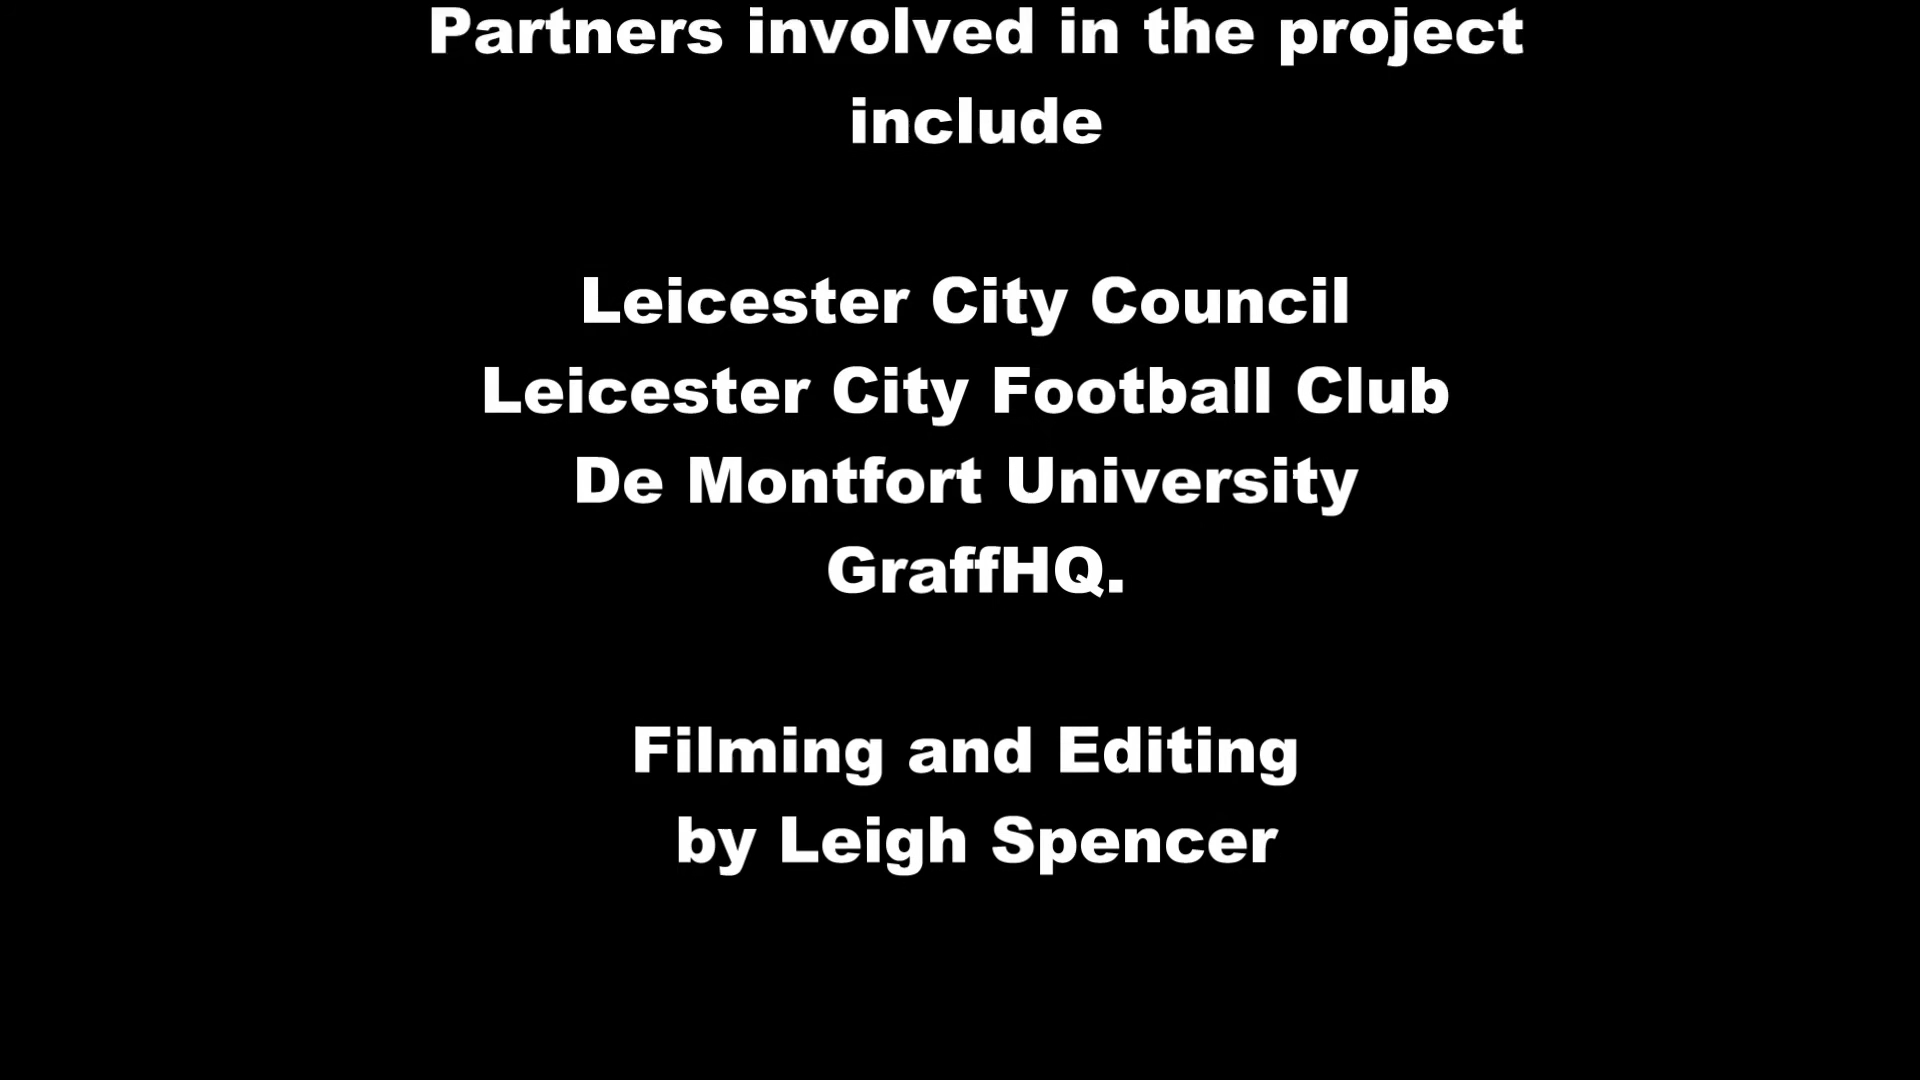 Partners involved in the project
include
Leicester City Council
Leicester City Football Club
De Montfort University
GraffHQ.
Filming and Editing
by Leigh Spencer